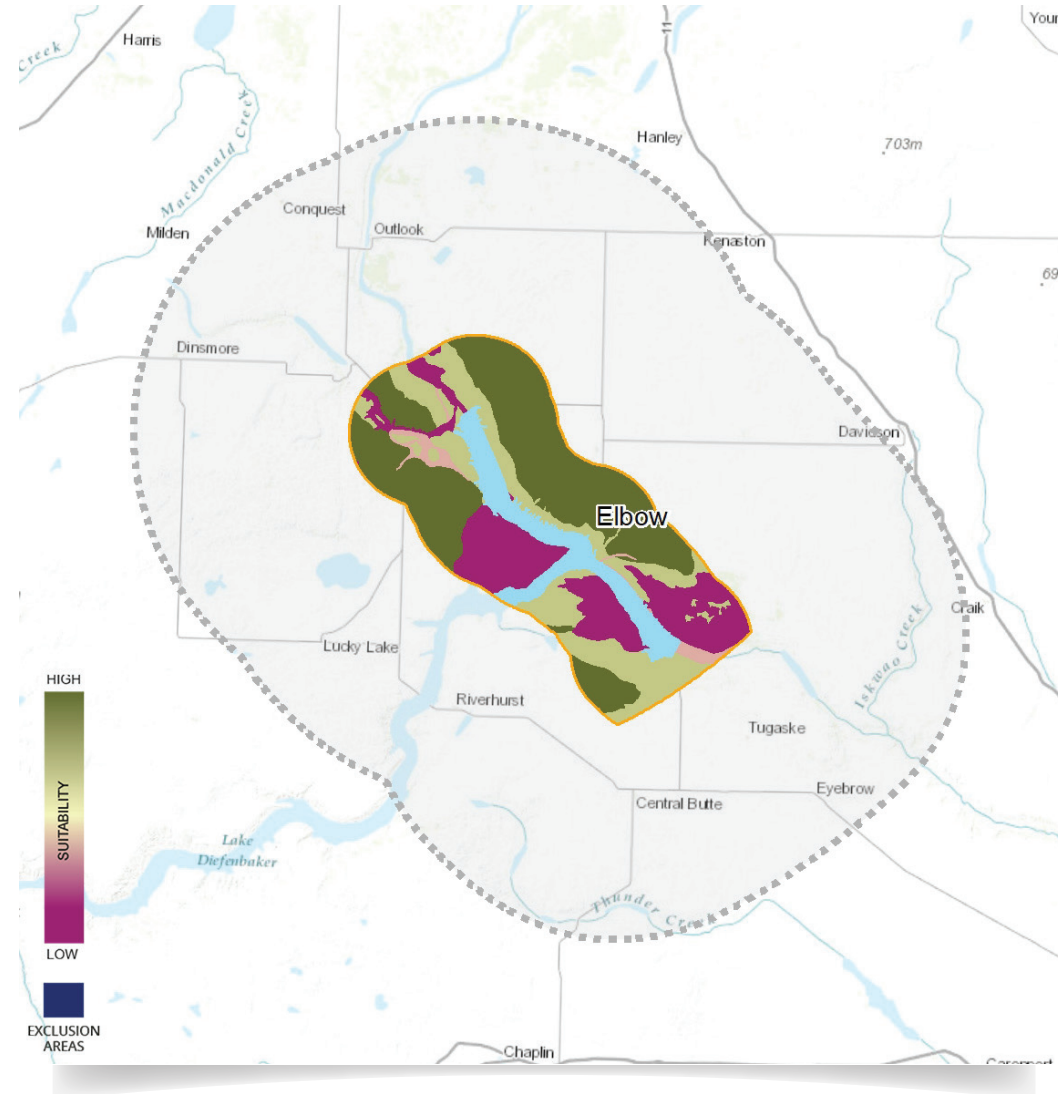 Harris
Your
Creek
11
Macdonald Creek
Hanley
703m
Conquest
Milden
Outlook
Kenaston
69
Dinsmore
Davidson
Elbow
Craik
Iskwao Creek
Lucky Lake
HIGH
SUITABILITY
LOW
Riverhurst
Tugaske
Eyebrow
Central Butte
Lake
Diefenbaker
Thunder Creek
EXCLUSION
AREAS
Chaplin